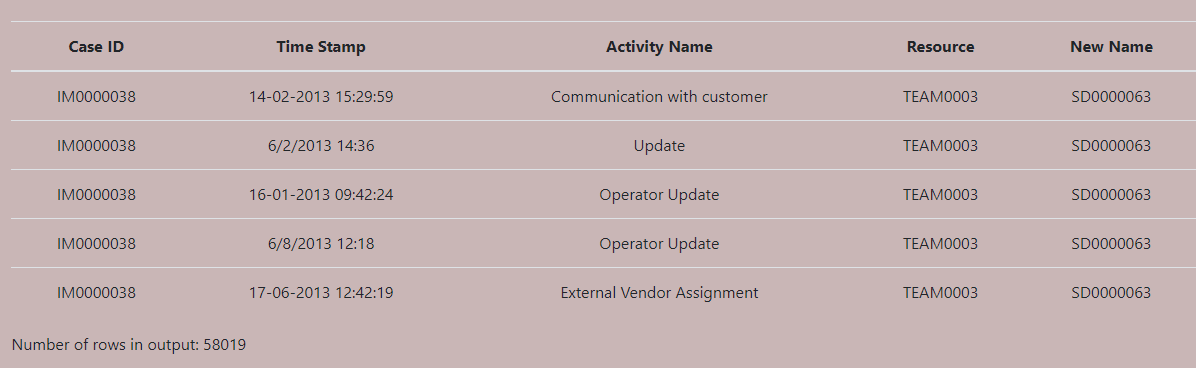 Case ID Time Stamp Activity Name Resource New Name
IM0000038 14-02-2013 15:29:59 Communication with customer TEAM0003 SD0000063
IM0000038 6/2/2013 14:36 Update TEAM0003 SD0000063
IM0000038 16-01-2013 09:42:24 Operator Update TEAM0003 SD0000063
IM0000038 6/8/2013 12:18 Operator Update TEAM0003 SD0000063
IM0000038 17-06-2013 12:42:19 External Vendor Assignment TEAM0003 SD0000063
Number of rows in output: 58019